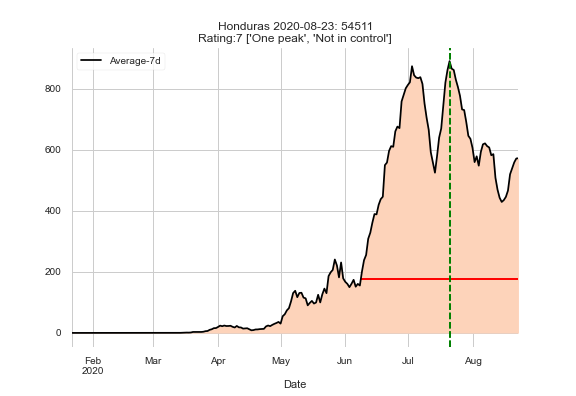 Honduras 2020-08-23: 54511
Rating:7 ['One peak', 'Not in control']
Average-7d
800
600
400
200
0
Feb Mar Apr May Jun Jul Aug
2020
Date